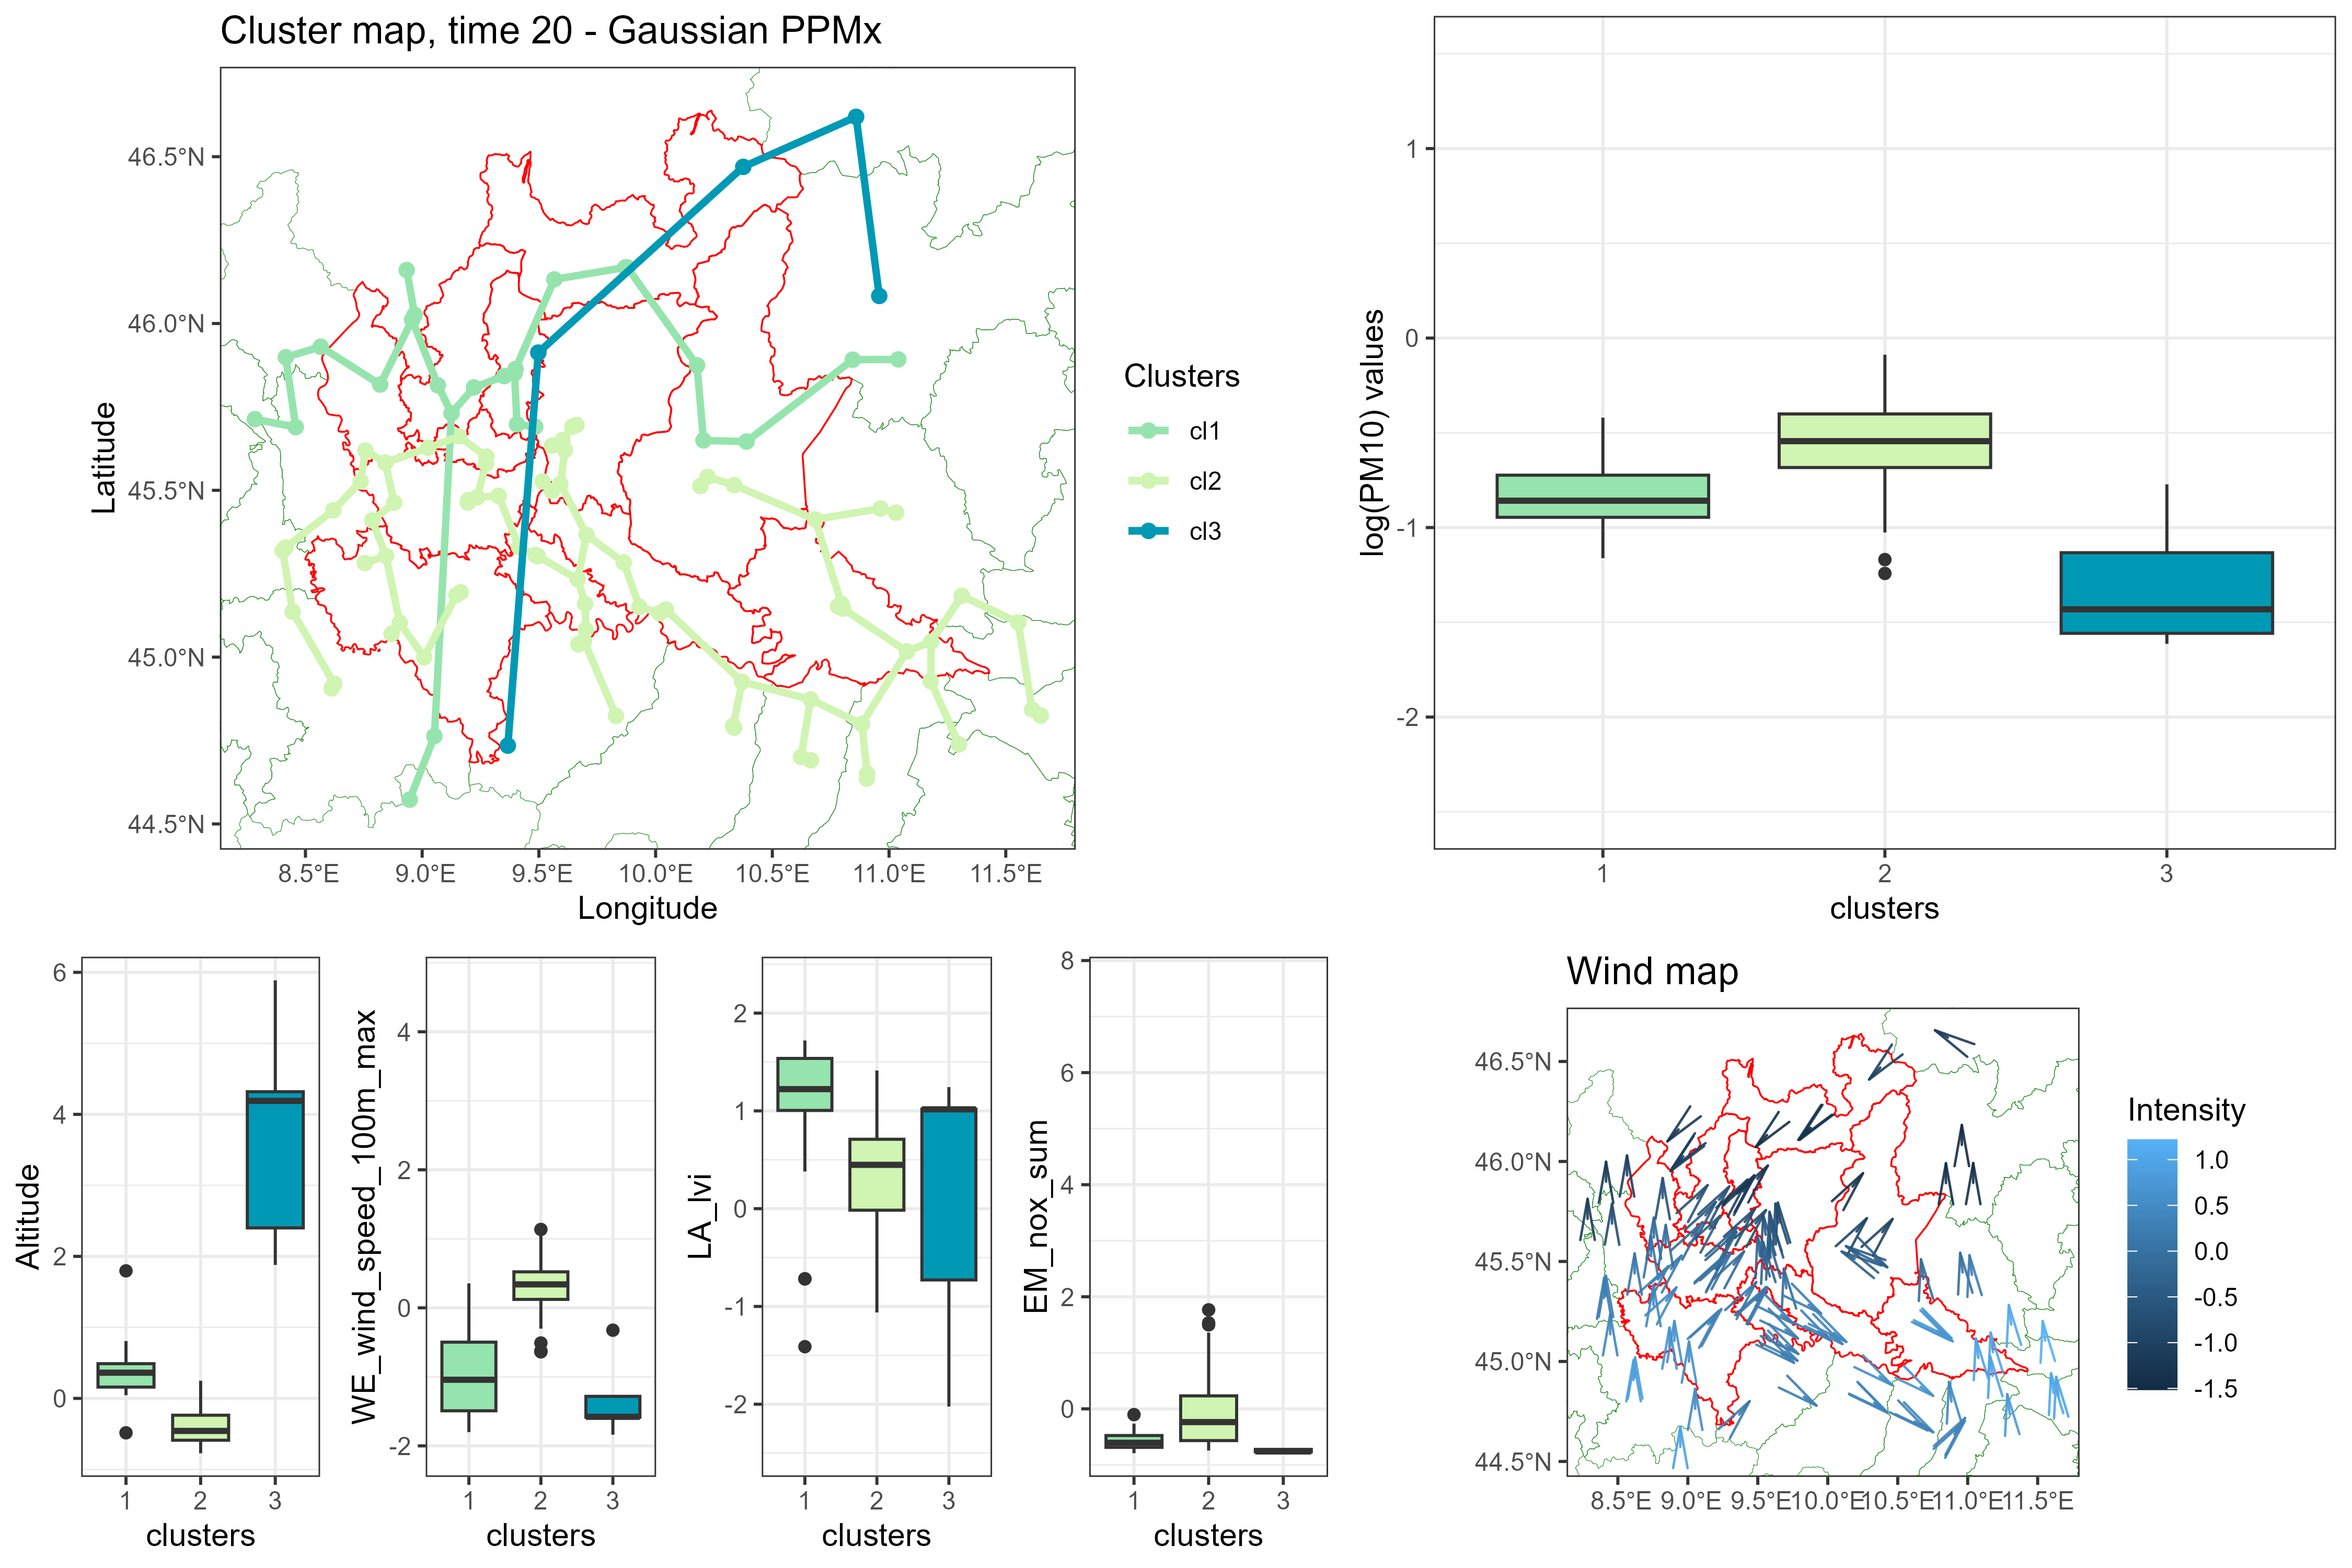 Cluster map, time 20 - Gaussian PPMx
46.5°N
46.0°N
45.5°N
45.0°N
44.5°N
Latitude
8.5°E 9.0°E 9.5°E 10.0°E 10.5°E 11.0°E 11.5°E
Longitude
Clusters
cl1
cl2
cl3
log(PM10) values
1
0
-1
-2
1 2 3
clusters
Altitude
6
4
2
0
1 2 3
clusters
WE_wind_speed_100m_max
4
2
0
-2
1 2 3
clusters
LA_lvi
2
1
0
-1
-2
1 2 3
clusters
EM_nox_sum
8
6
4
2
0
1 2 3
clusters
Wind map
46.5°N
46.0°N
45.5°N
45.0°N
44.5°N
8.5°E 9.0°E 9.5°E 10.0°E 10.5°E 11.0°E 11.5°E
Intensity
1.0
0.5
0.0
-0.5
-1.0
-1.5